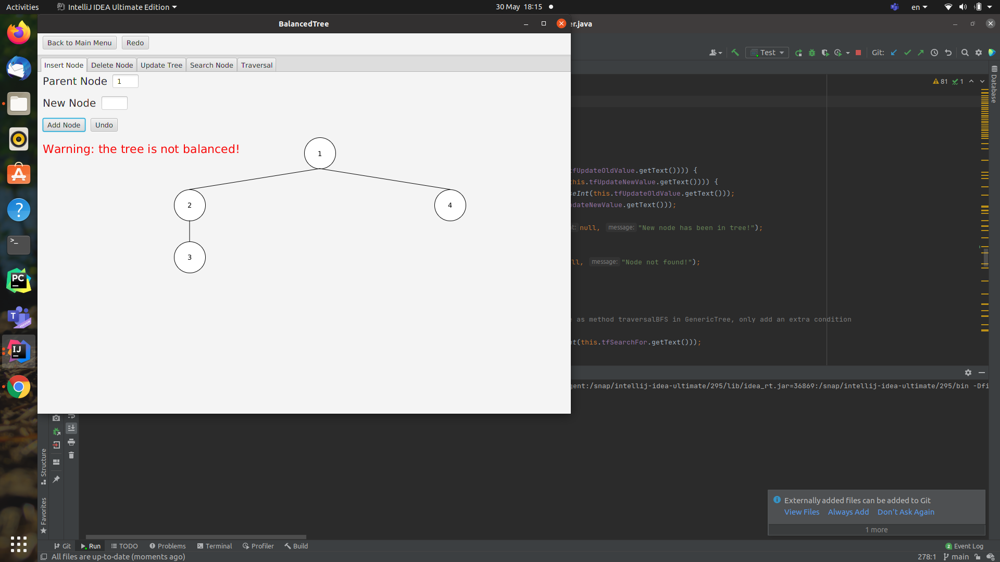 Activities
IntelliJ IDEA Ultimate Edition
30 May 18:15
en
BalancedTree
er.java
Back to Main Menu
Redo
Test
Git:
Insert Node
Delete Node
Update Tree
Search Node
Traversal
Parent Node 1
81
1
Database
New Node
Add Node
Undo
Warning: the tree is not balanced!
1
2
4
3
tfUpdateOldValue.getText()))) {
this.tfUpdateNewValue.getText()))) {
seInt(this.tfUpdateOldValue.getText()));
dateNewValue.getText()));
t: null, message: "New node has been in tree!");
ll, message: "Node not found!");
e as method traversalBFS in GenericTree, only add an extra condition
nt(this.tfSearchFor.getText()));
gent:/snap/intellij-idea-ultimate/295/lib/idea_rt.jar=36869:/snap/intellij-idea-ultimate/295/bin -Dfi
Structure
Favorites
Externally added files can be added to Git
View Files
Always Add
Don't Ask Again
1 more
Git
Run
TODO
Problems
Terminal
Profiler
Build
2 Event Log
All files are up-to-date (moments ago)
278:1
main